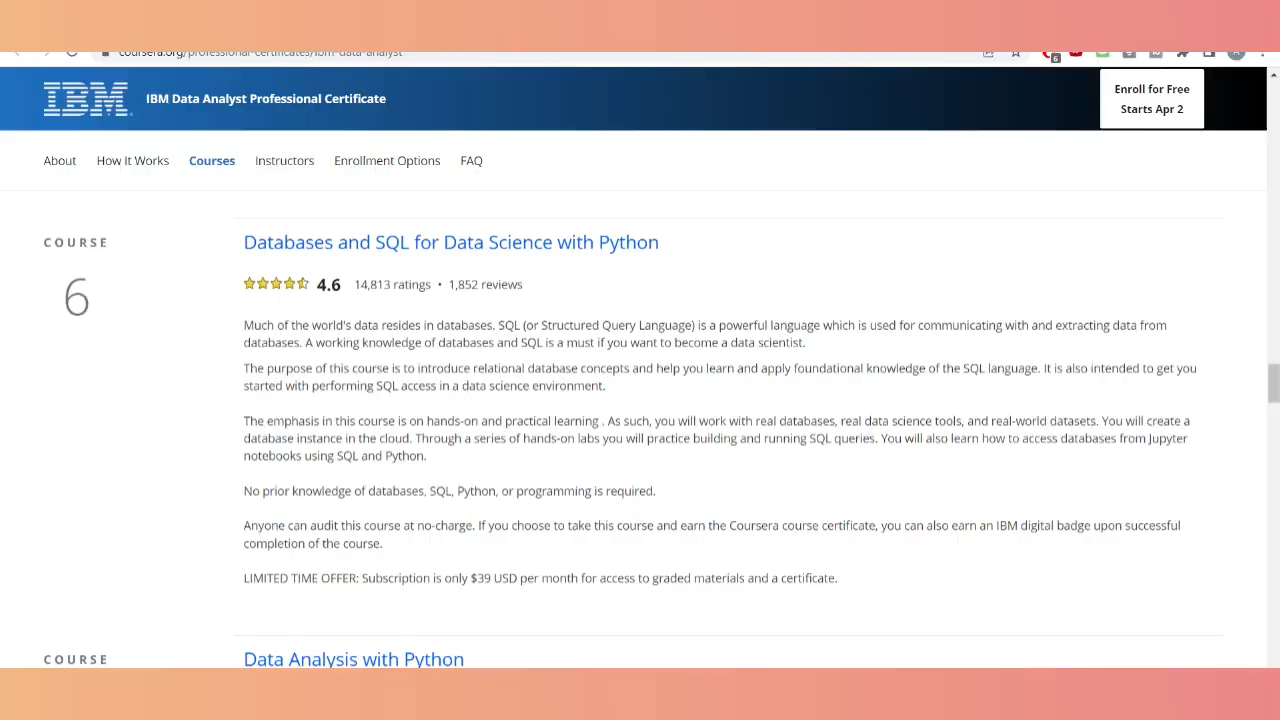 coursera.org/professional-certificates/ibm-data-analyst
6
IBM
IBM Data Analyst Professional Certificate
Enroll for Free
Starts Apr 2
About How It Works Courses Instructors Enrollment Options FAQ
COURSE
6
Databases and SQL for Data Science with Python
4.6 14,813 ratings • 1,852 reviews
Much of the world's data resides in databases. SQL (or Structured Query Language) is a powerful language which is used for communicating with and extracting data from
databases. A working knowledge of databases and SQL is a must if you want to become a data scientist.
The purpose of this course is to introduce relational database concepts and help you learn and apply foundational knowledge of the SQL language. It is also intended to get you
started with performing SQL access in a data science environment.
The emphasis in this course is on hands-on and practical learning . As such, you will work with real databases, real data science tools, and real-world datasets. You will create a
database instance in the cloud. Through a series of hands-on labs you will practice building and running SQL queries. You will also learn how to access databases from Jupyter
notebooks using SQL and Python.
No prior knowledge of databases, SQL, Python, or programming is required.
Anyone can audit this course at no-charge. If you choose to take this course and earn the Coursera course certificate, you can also earn an IBM digital badge upon successful
completion of the course.
LIMITED TIME OFFER: Subscription is only $39 USD per month for access to graded materials and a certificate.
COURSE
Data Analysis with Python